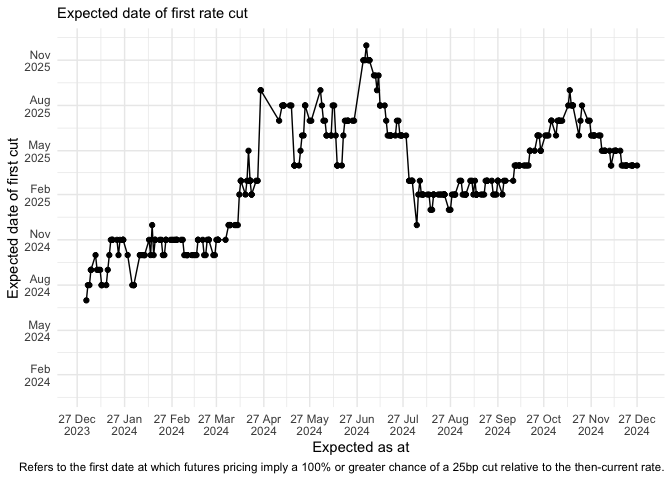 Expected date of first rate cut
Expected date of first cut
Nov
2025
Aug
2025
May
2025
Feb
2025
Nov
2024
Aug
2024
May
2024
Feb
2024
27 Dec 27 Jan 27 Feb 27 Mar 27 Apr 27 May 27 Jun 27 Jul 27 Aug 27 Sep 27 Oct 27 Nov 27 Dec
2023 2024 2024 2024 2024 2024 2024 2024 2024 2024 2024 2024 2024
Expected as at
Refers to the first date at which futures pricing imply a 100% or greater chance of a 25bp cut relative to the then-current rate.